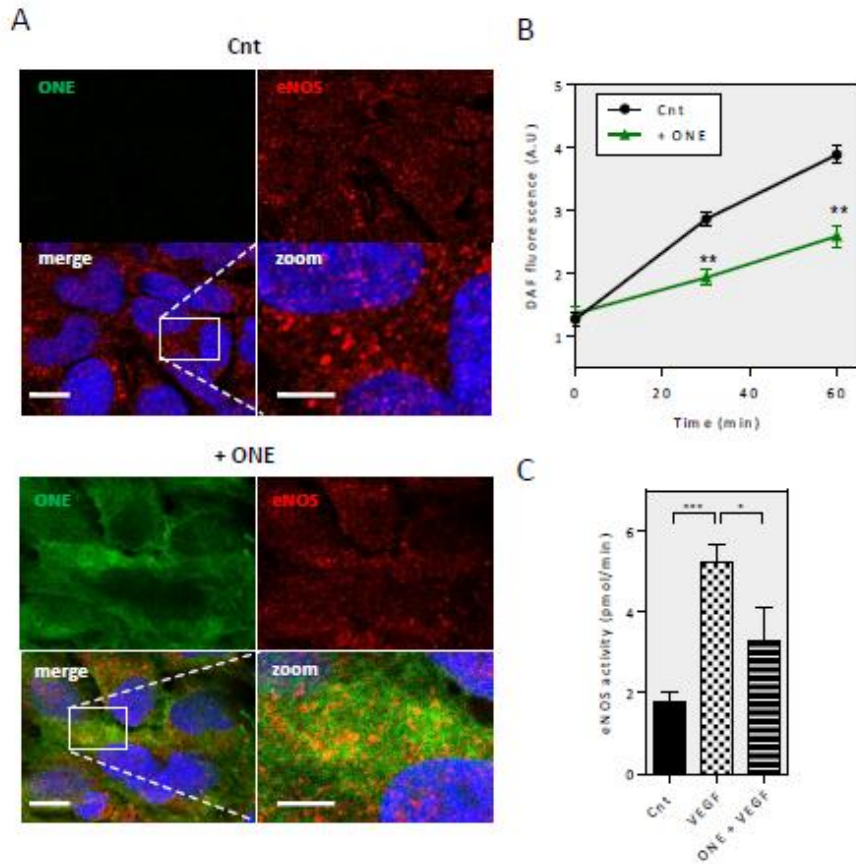 A
Cnt
ONE
eNOS
merge
zoom
+ ONE
ONE
eNOS
merge
zoom
B
5
4
3
2
1
DAF fluorescence (A.U)
Cnt
+ ONE
**
**
0
20
40
60
Time (min)
C
6
4
2
0
eNOS activity (pmol/min)
***
*
Cnt
VEGF
ONE + VEGF